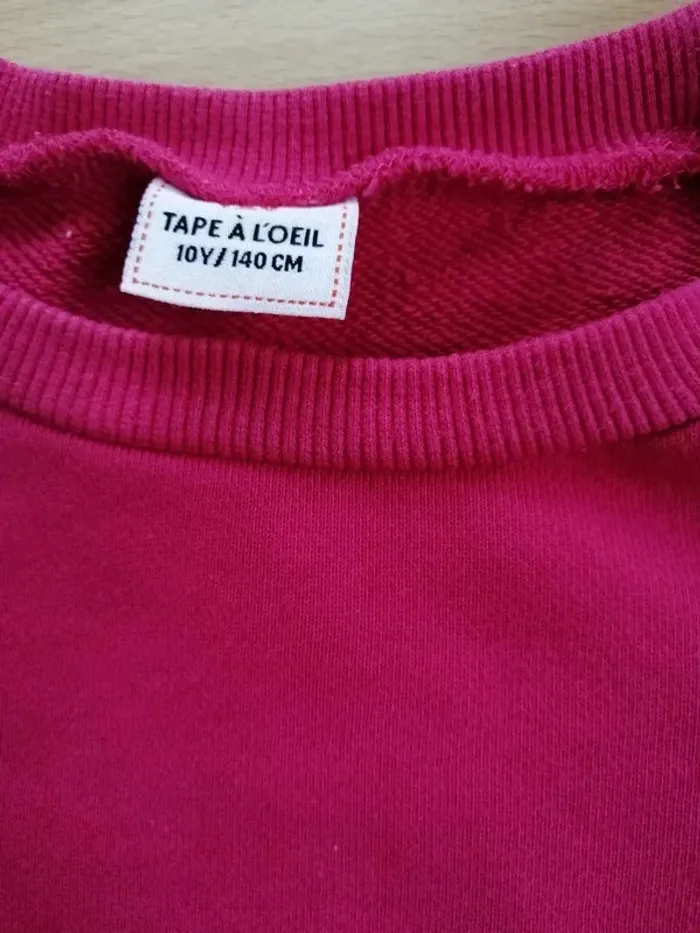 TAPE À L'OEIL
10Y/ 140 CM